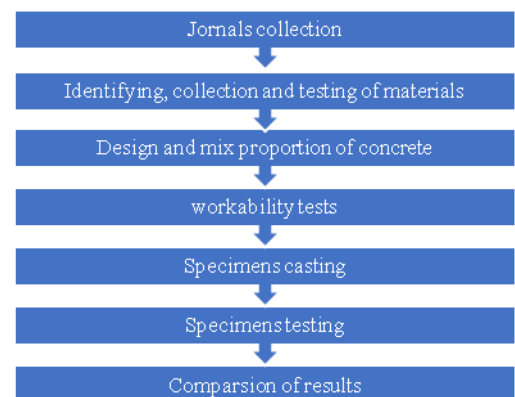 Jornals collection
Identifying, collection and testing of materials
Design and mix proportion of concrete
workability tests
Specimens casting
Specimens testing
Comparsion of results